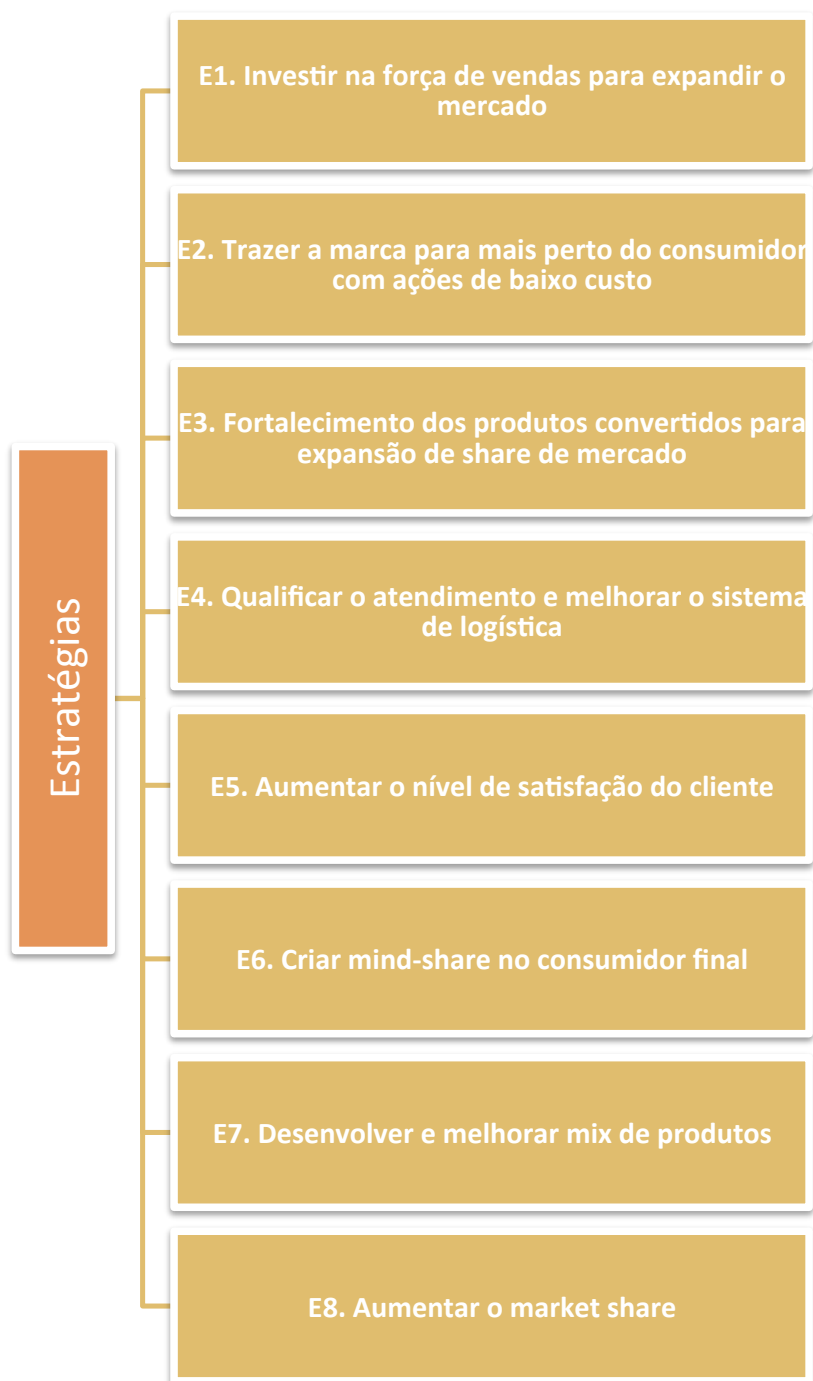 Estratégias
E1. Investir na força de vendas para expandir o
mercado
E2. Trazer a marca para mais perto do consumidor
com ações de baixo custo
E3. Fortalecimento dos produtos convertidos para
expansão de share de mercado
E4. Qualificar o atendimento e melhorar o sistema
de logística
E5. Aumentar o nível de satisfação do cliente
E6. Criar mind-share no consumidor final
E7. Desenvolver e melhorar mix de produtos
E8. Aumentar o market share